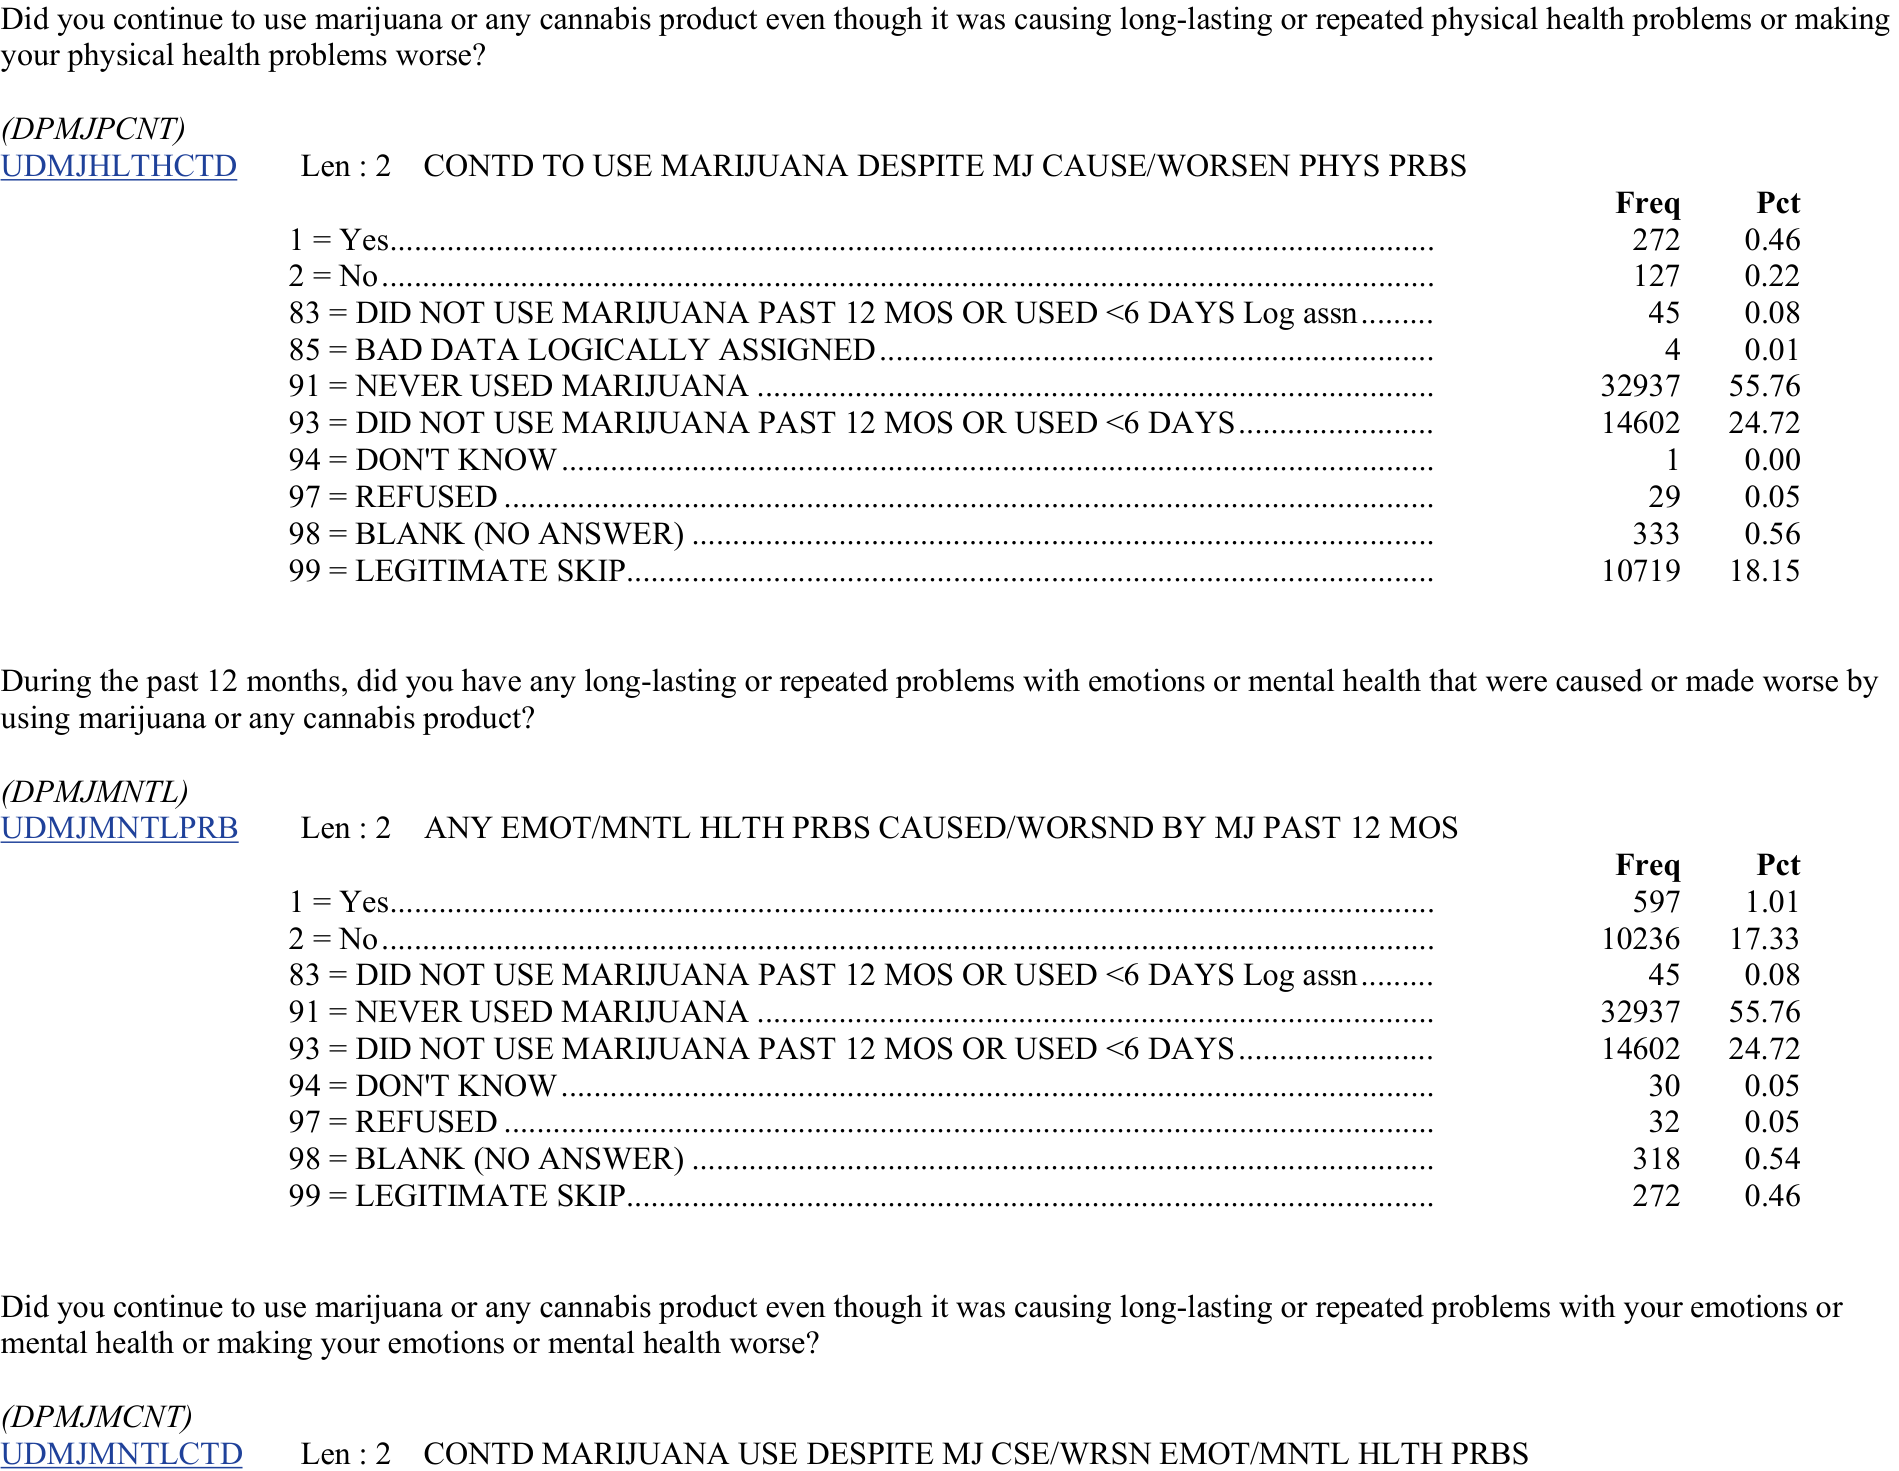 Did you continue to use marijuana or any cannabis product even though it was causing long-lasting or repeated physical health problems or making
your physical health problems worse?
(DPMJPCNT)
UDMJHLTHCTD Len : 2 CONTD TO USE MARIJUANA DESPITE MJ CAUSE/WORSEN PHYS PRBS
Freq Pct
1 = Yes 272 0.46
2 = No 127 0.22
83 = DID NOT USE MARIJUANA PAST 12 MOS OR USED <6 DAYS Log assn 45 0.08
85 = BAD DATA LOGICALLY ASSIGNED 4 0.01
91 = NEVER USED MARIJUANA 32937 55.76
93 = DID NOT USE MARIJUANA PAST 12 MOS OR USED <6 DAYS 14602 24.72
94 = DON'T KNOW 1 0.00
97 = REFUSED 29 0.05
98 = BLANK (NO ANSWER) 333 0.56
99 = LEGITIMATE SKIP 10719 18.15
During the past 12 months, did you have any long-lasting or repeated problems with emotions or mental health that were caused or made worse by
using marijuana or any cannabis product?
(DPMJMNTL)
UDMJMNTLPRB Len : 2 ANY EMOT/MNTL HLTH PRBS CAUSED/WORSND BY MJ PAST 12 MOS
Freq Pct
1 = Yes 597 1.01
2 = No 10236 17.33
83 = DID NOT USE MARIJUANA PAST 12 MOS OR USED <6 DAYS Log assn 45 0.08
91 = NEVER USED MARIJUANA 32937 55.76
93 = DID NOT USE MARIJUANA PAST 12 MOS OR USED <6 DAYS 14602 24.72
94 = DON'T KNOW 30 0.05
97 = REFUSED 32 0.05
98 = BLANK (NO ANSWER) 318 0.54
99 = LEGITIMATE SKIP 272 0.46
Did you continue to use marijuana or any cannabis product even though it was causing long-lasting or repeated problems with your emotions or
mental health or making your emotions or mental health worse?
(DPMJMCNT)
UDMJMNTLCTD Len : 2 CONTD MARIJUANA USE DESPITE MJ CSE/WRSN EMOT/MNTL HLTH PRBS